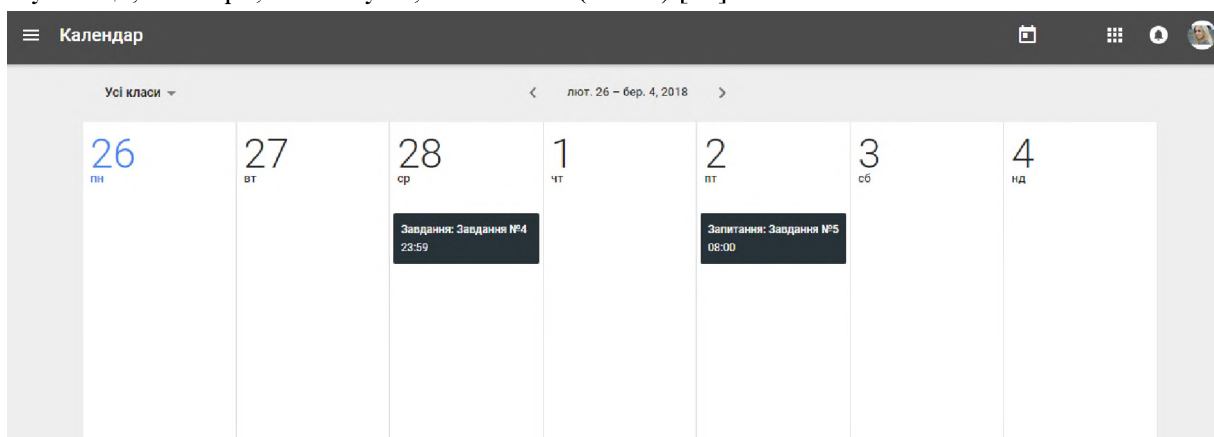 Календар
Усі класи
лют. 26 – бер. 4, 2018
26 27 28 1 2 3 4
пн вт ср чт пт сб нд
Завдання: Завдання №4 Запитання: Завдання №5
23:59 08:00